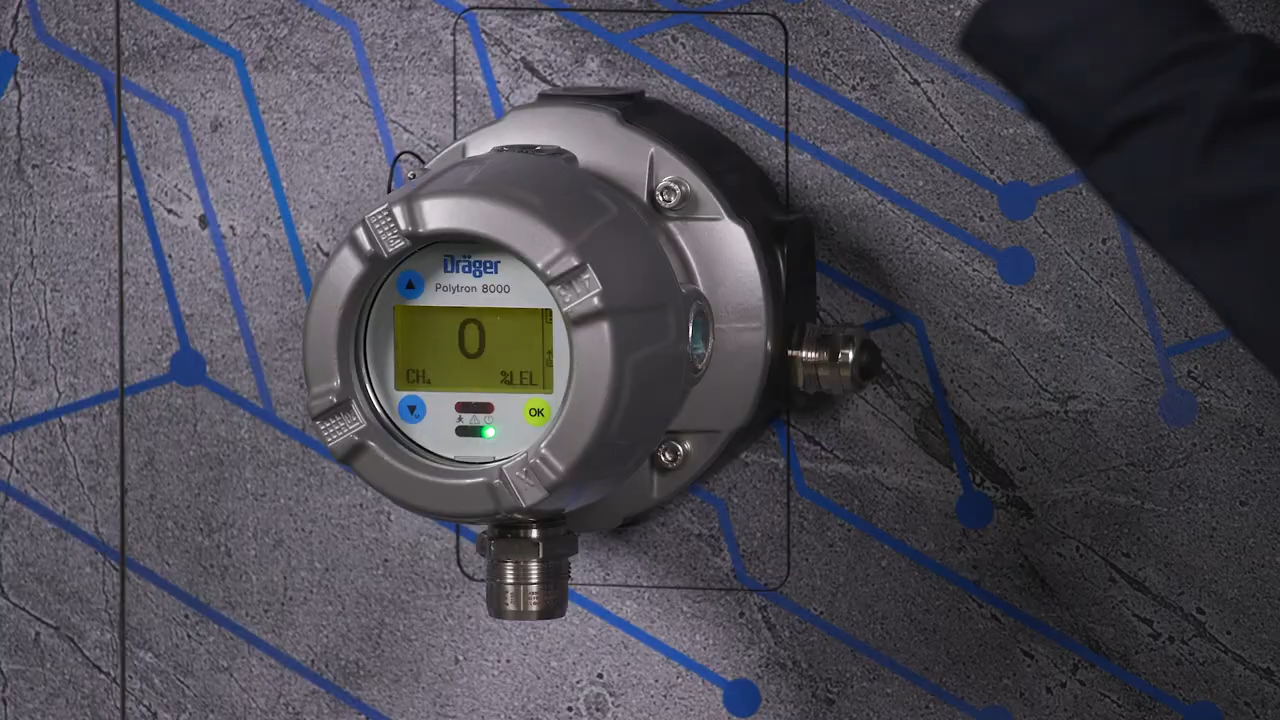 Dräger
Polytron 8000
0
CH₄
%LEL
OK